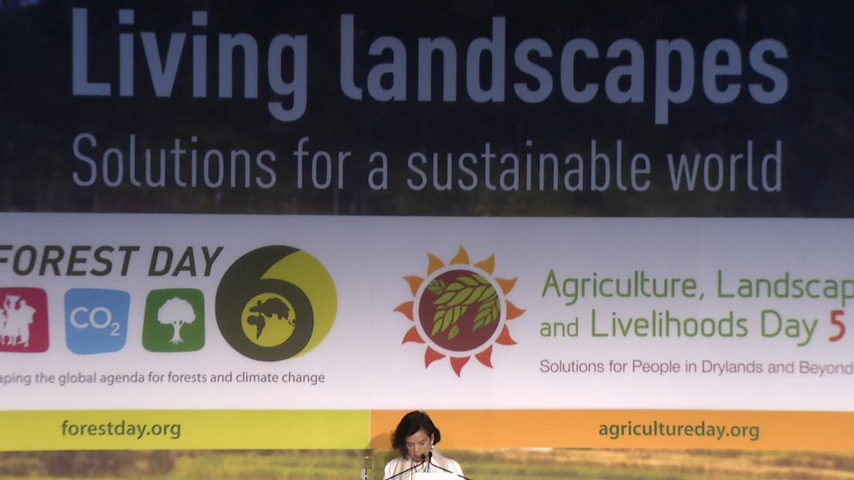 Living landscapes
Solutions for a sustainable world
FOREST DAY 6
CO2
aping the global agenda for forests and climate change
forestday.org
Agriculture, Landscap
and Livelihoods Day 5
Solutions for People in Drylands and Beyond
agricultureday.org